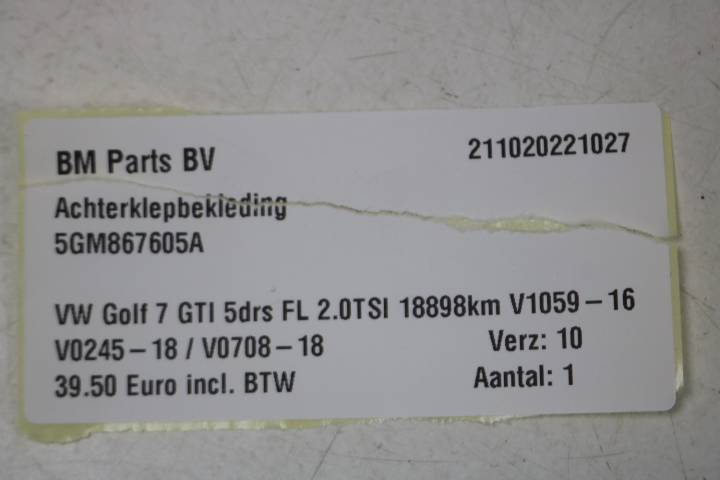 BM Parts BV 211020221027
Achterklepbekleding
5GM867605A
VW Golf 7 GTI 5drs FL 2.0TSI 18898km V1059-16
V0245-18 / V0708-18 Verz: 10
39.50 Euro incl. BTW Aantal: 1